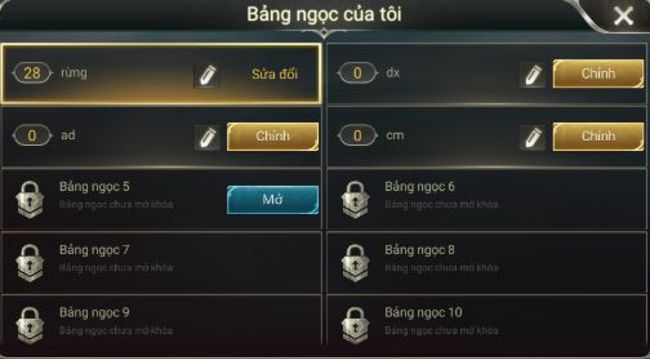 Bảng ngọc của tôi
28 rừng Sửa đổi
0 dx Chỉnh
0 ad Chỉnh
0 cm Chỉnh
Bảng ngọc 5
Bảng ngọc chưa mở khóa
Mở
Bảng ngọc 6
Bảng ngọc chưa mở khóa
Bảng ngọc 7
Bảng ngọc chưa mở khóa
Bảng ngọc 8
Bảng ngọc chưa mở khóa
Bảng ngọc 9
Bảng ngọc chưa mở khóa
Bảng ngọc 10
Bảng ngọc chưa mở khóa